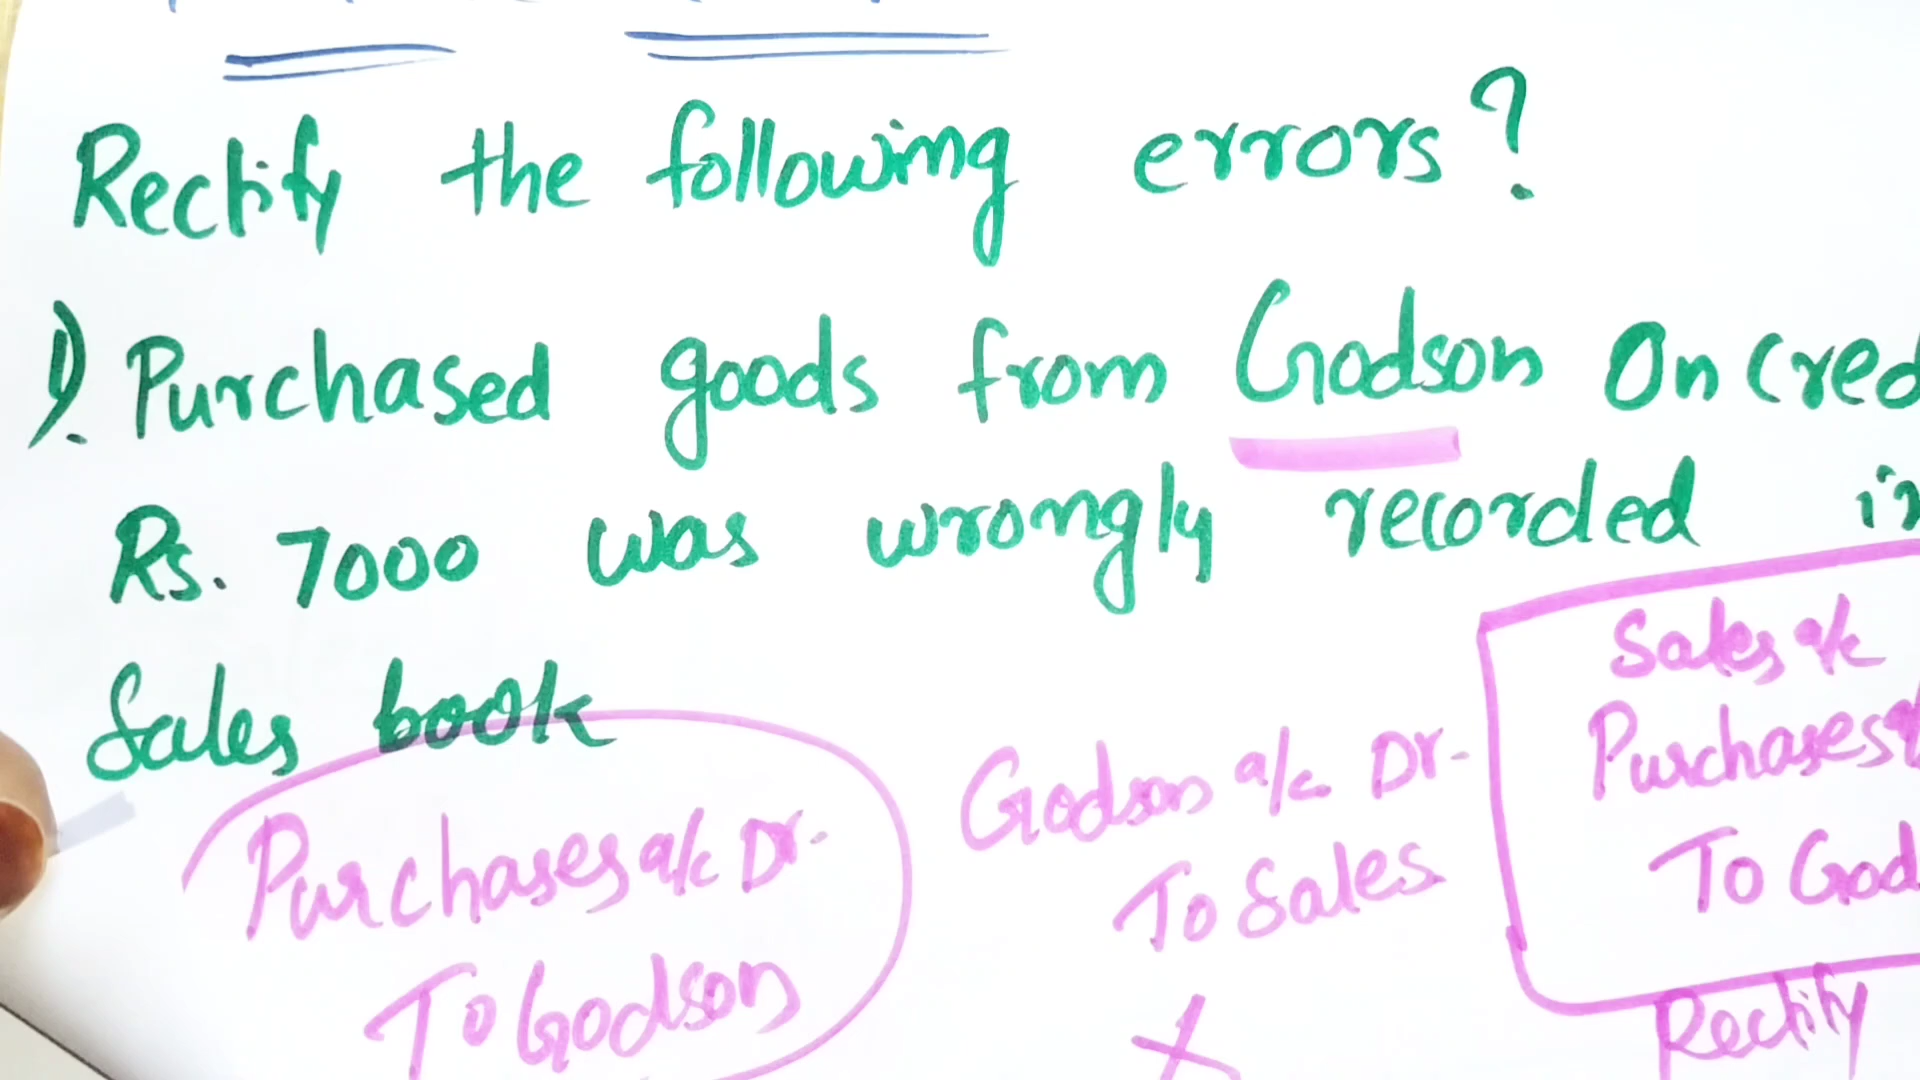 Rectify the following errors?
1). Purchased goods from Godson On Cred
Rs. 7000 was wrongly recorded in
Sales book
Purchases a/c Dr.
To Godson
Godson a/c Dr.
To Sales
X
Sales a/c
Purchases a
To God
Rectify